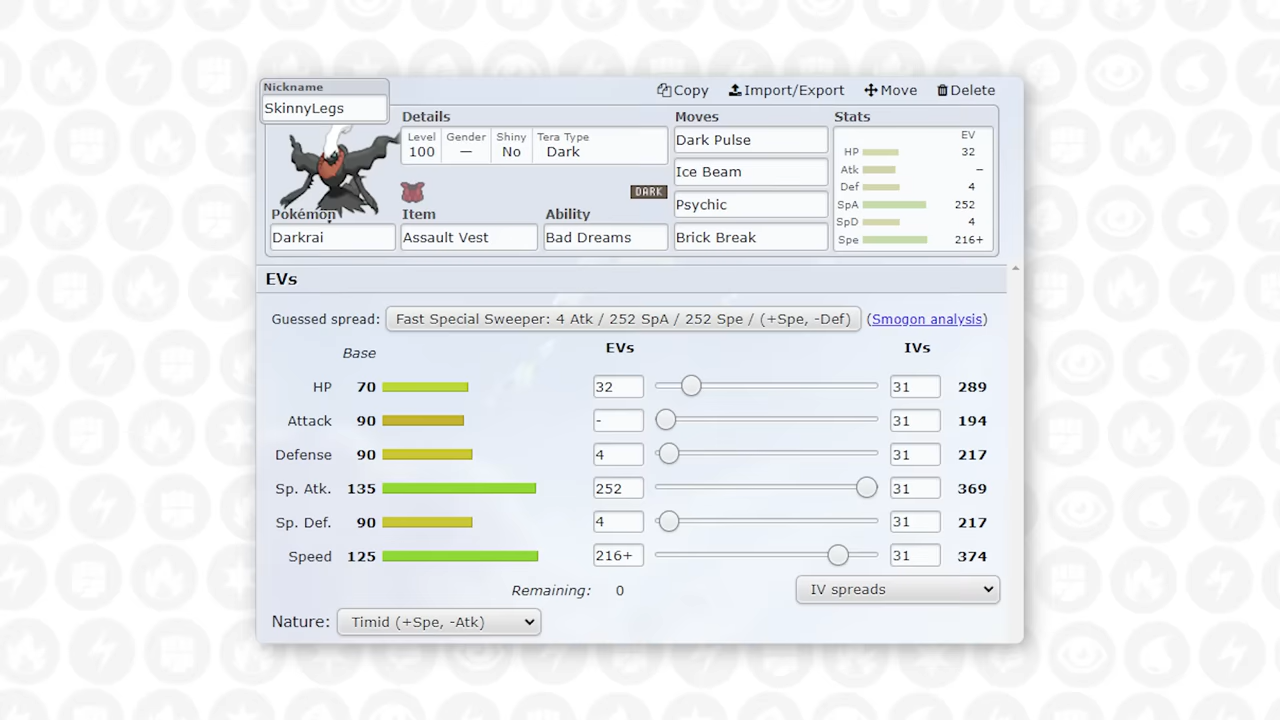 Nickname
SkinnyLegs
Copy Import/Export Move Delete
Details
Level Gender Shiny Tera Type
100 — No Dark
DARK
Pokémon Item Ability
Darkrai Assault Vest Bad Dreams
Moves
Dark Pulse
Ice Beam
Psychic
Brick Break
Stats
EV
HP 32
Atk –
Def 4
SpA 252
SpD 4
Spe 216+
EVs
Guessed spread: Fast Special Sweeper: 4 Atk / 252 SpA / 252 Spe / (+Spe, -Def) (Smogon analysis)
Base EVs IVs
HP 70 32 31 289
Attack 90 - 31 194
Defense 90 4 31 217
Sp. Atk. 135 252 31 369
Sp. Def. 90 4 31 217
Speed 125 216+ 31 374
Remaining: 0 IV spreads
Nature: Timid (+Spe, -Atk)